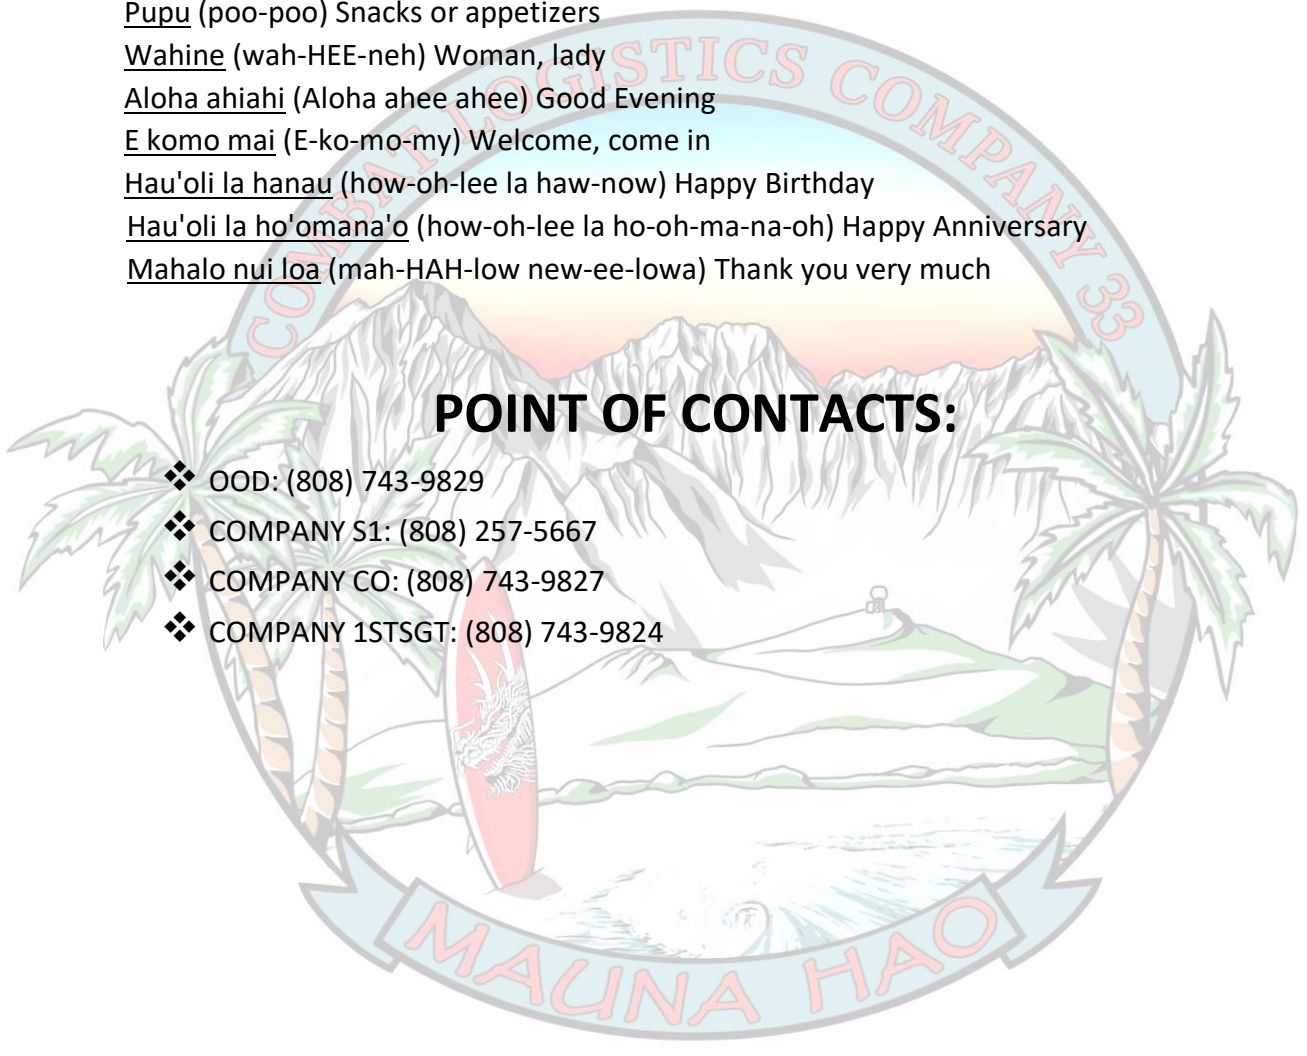 Pupu (poo-poo) Snacks or appetizers
Wahine (wah-HEE-neh) Woman, lady
Aloha ahiahi (Aloha ahee ahee) Good Evening
E komo mai (E-ko-mo-my) Welcome, come in
Hau'oli la hanau (how-oh-lee la haw-now) Happy Birthday
Hau'oli la ho'omana'o (how-oh-lee la ho-oh-ma-na-oh) Happy Anniversary
Mahalo nui loa (mah-HAH-low new-ee-lowa) Thank you very much
COMBAT LOGISTICS COMPANY 33
POINT OF CONTACTS:
❖ OOD: (808) 743-9829
❖ COMPANY S1: (808) 257-5667
❖ COMPANY CO: (808) 743-9827
❖ COMPANY 1STSGT: (808) 743-9824
MAUNA HAO